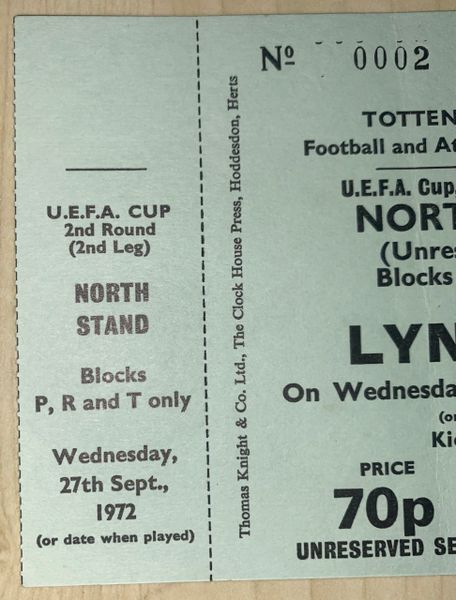 U.E.F.A. CUP
2nd Round
(2nd Leg)
NORTH
STAND
Blocks
P, R and T only
Wednesday,
27th Sept.,
1972
(or date when played)
Thomas Knight & Co. Ltd., The Clock House Press, Hoddesdon, Herts
Nº 0002
TOTTEN
Football and At
U.E.F.A. Cup,
NORT
(Unres
Blocks
LYN
On Wednesda
(or
Kic
PRICE
70p
UNRESERVED SE